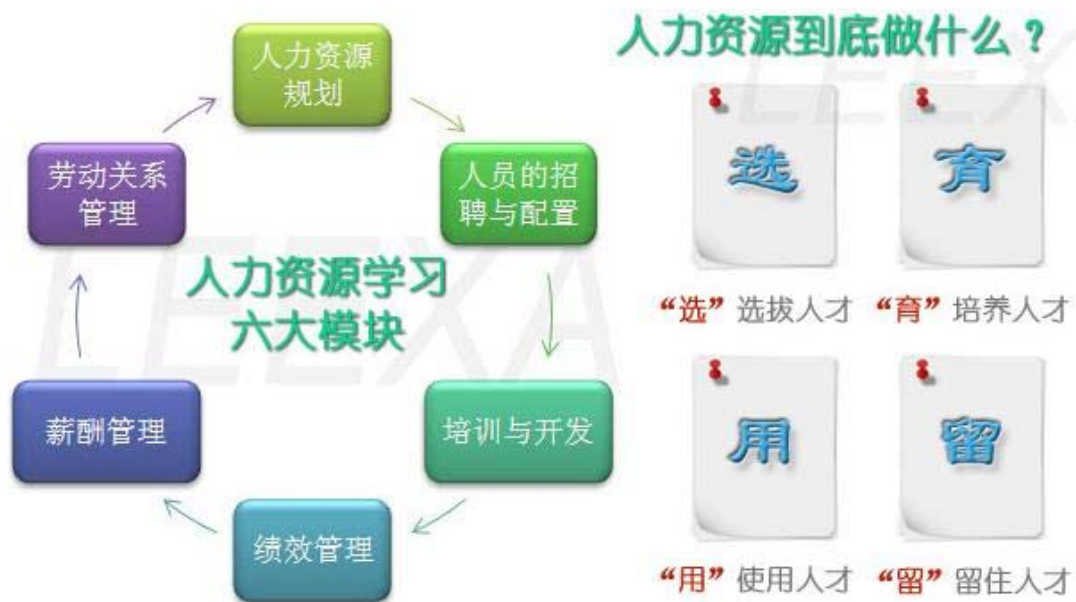 人力资源
规划
人员的招
聘与配置
培训与开发
绩效管理
薪酬管理
劳动关系
管理
人力资源学习
六大模块
LEEXA
人力资源到底做什么？
选
育
“选” 选拔人才
“育” 培养人才
用
留
“用” 使用人才
“留” 留住人才
LEEX